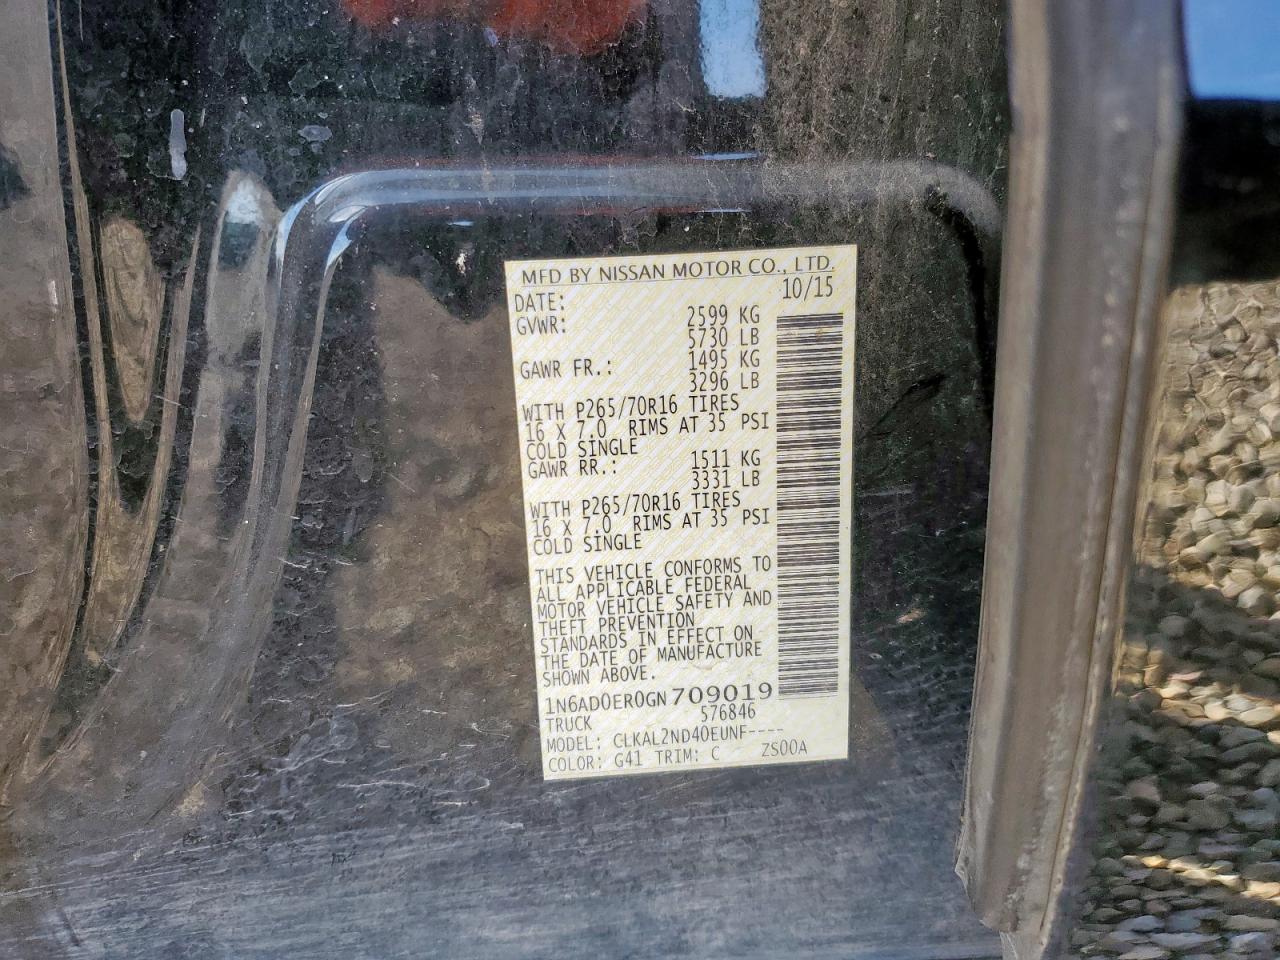 MFD BY NISSAN MOTOR CO., LTD.
DATE: 10/15
GVWR: 2599 KG
5730 LB
GAWR FR.: 1495 KG
3296 LB
WITH P265/70R16 TIRES
16 X 7.0 RIMS AT 35 PSI
COLD SINGLE
GAWR RR.: 1511 KG
3331 LB
WITH P265/70R16 TIRES
16 X 7.0 RIMS AT 35 PSI
COLD SINGLE
THIS VEHICLE CONFORMS TO
ALL APPLICABLE FEDERAL
MOTOR VEHICLE SAFETY AND
THEFT PREVENTION
STANDARDS IN EFFECT ON
THE DATE OF MANUFACTURE
SHOWN ABOVE.
1N6AD0ER0GN709019
TRUCK 576846
MODEL: CLKAL2ND40EUNF----
COLOR: G41 TRIM: C ZS00A